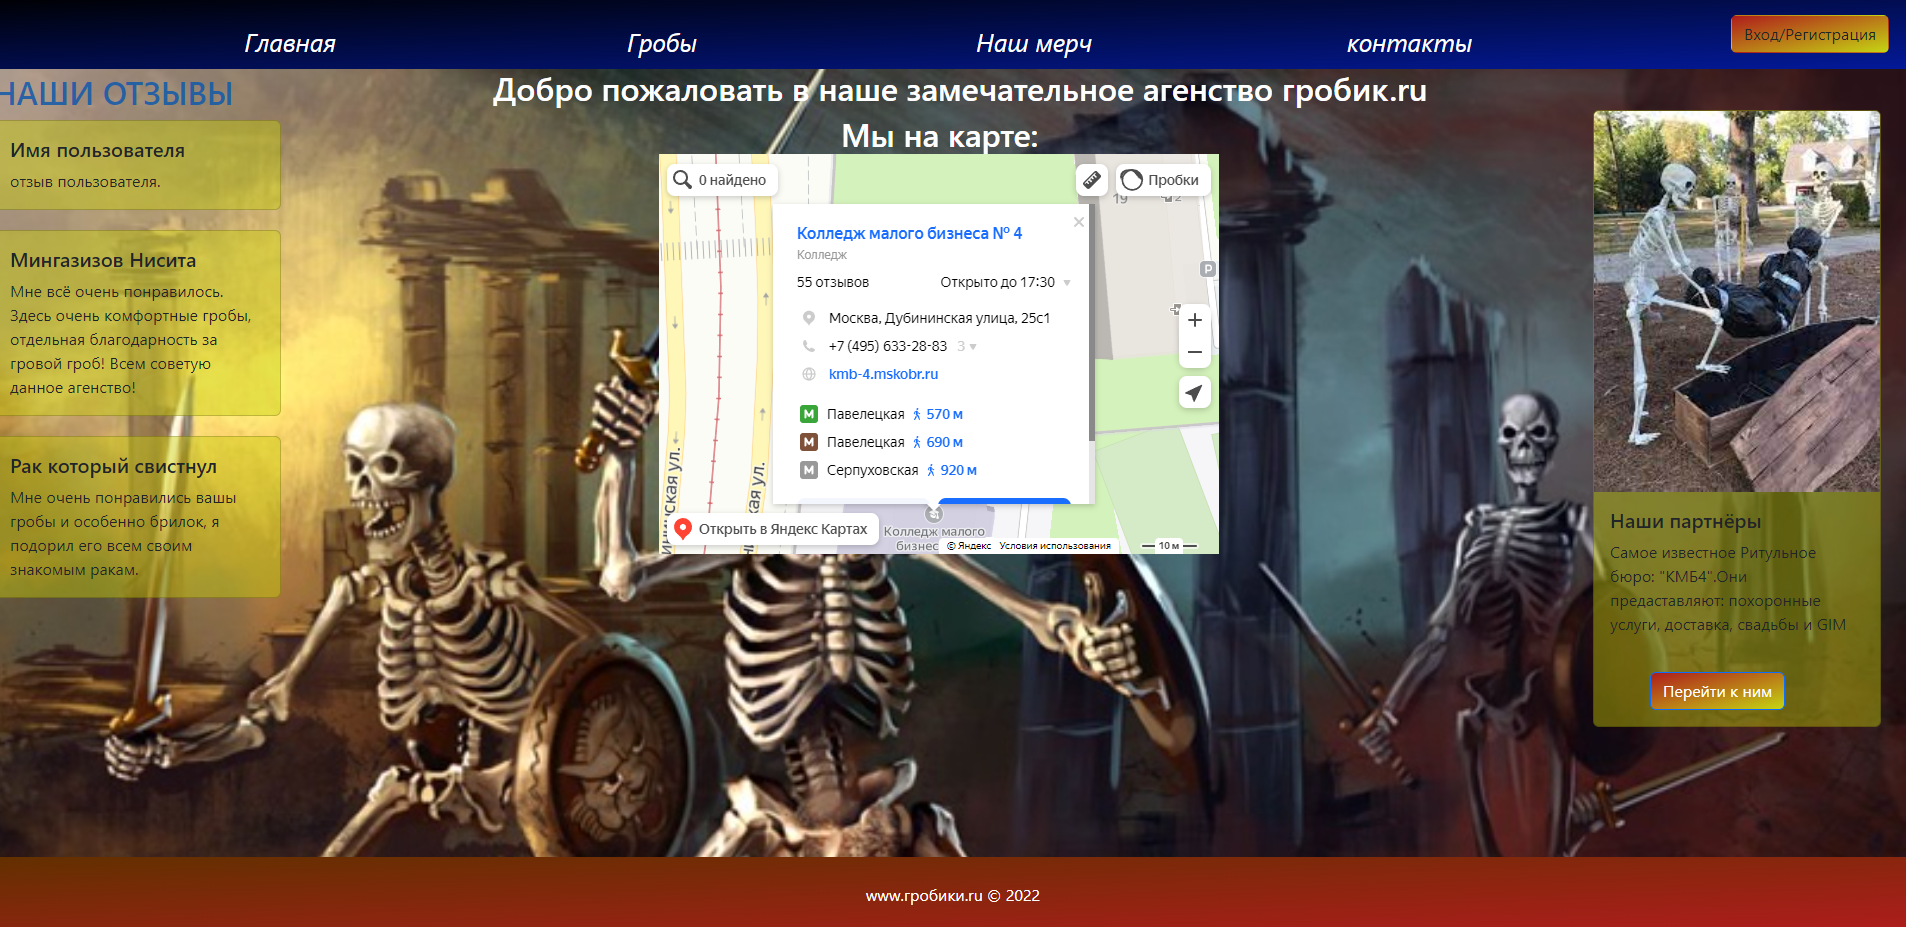 Главная
Гробы
Наш мерч
контакты
Вход/Регистрация
НАШИ ОТЗЫВЫ
Имя пользователя
отзыв пользователя.
Мингазизов Нисита
Мне всё очень понравилось.
Здесь очень комфортные гробы,
отдельная благодарность за
гровой гроб! Всем советую
данное агенство!
Рак который свистнул
Мне очень понравились вашы
гробы и особенно брилок, я
подорил его всем своим
знакомым ракам.
Добро пожаловать в наше замечательное агенство гробик.ru
Мы на карте:
0 найдено
Пробки
19
2
P
Колледж малого бизнеса № 4
Колледж
55 отзывов
Открыто до 17:30
Москва, Дубининская улица, 25с1
+7 (495) 633-28-83 3
kmb-4.mskobr.ru
Павелецкая 570 м
Павелецкая 690 м
Серпуховская 920 м
Открыть в Яндекс Картах
Колледж малого
бизнес
© Яндекс Условия использования
10 м
Наши партнёры
Самое известное Ритульное
бюро: "КМБ4".Они
предаставляют: похоронные
услуги, доставка, свадьбы и GIM
Перейти к ним
www.гробики.ru © 2022